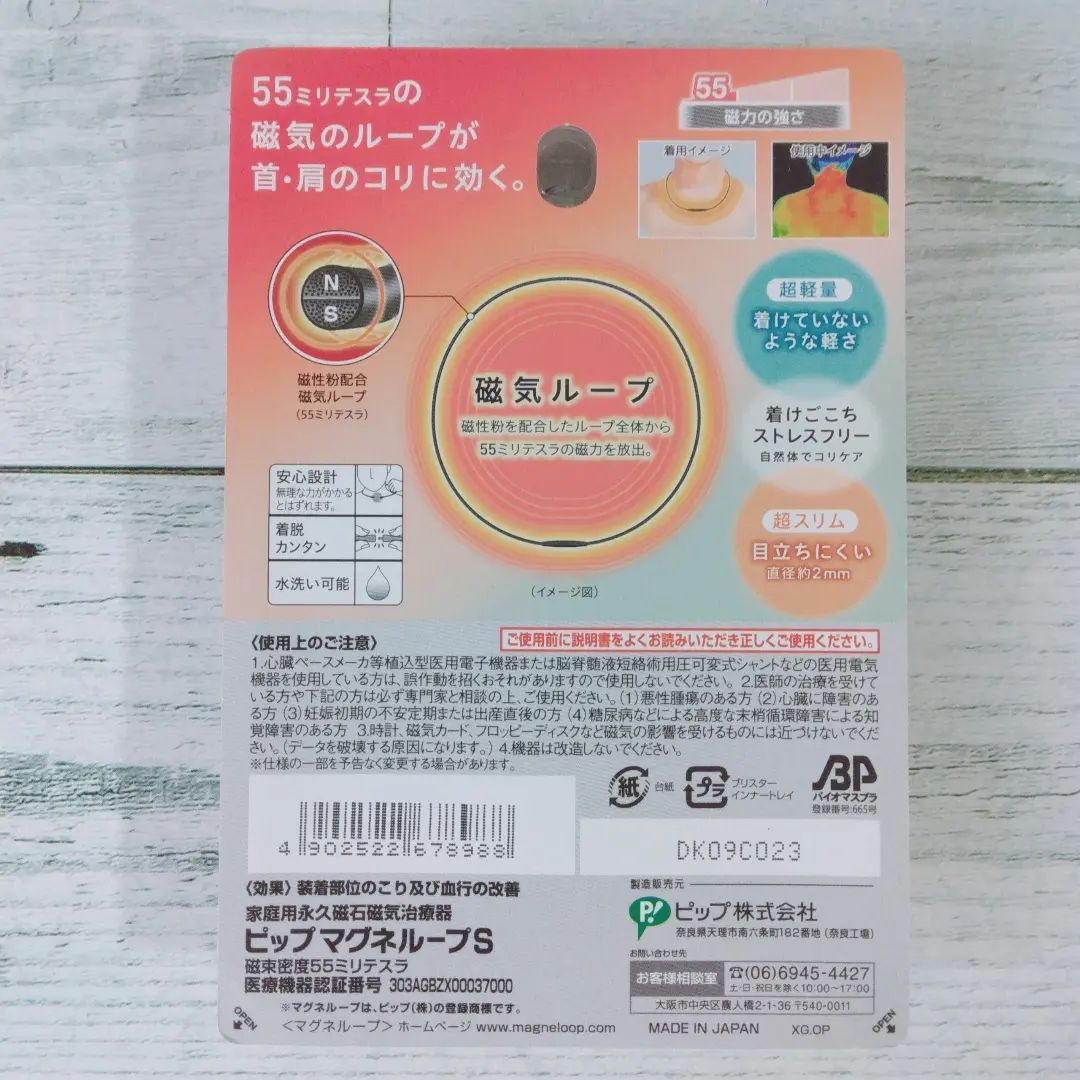 55ミリテスラの
磁気のループが
首・肩のコリに効く。
55
磁力の強さ
着用イメージ
使用中イメージ
N
S
磁性粉配合
磁気ループ
(55ミリテスラ)
磁気ループ
磁性粉を配合したループ全体から
55ミリテスラの磁力を放出。
(イメージ図)
超軽量
着けていない
ような軽さ
着けごこち
ストレスフリー
自然体でコリケア
超スリム
目立ちにくい
直径約2mm
安心設計
無理な力がかかる
とはずれます。
着脱
カンタン
水洗い可能
〈使用上のご注意〉
ご使用前に説明書をよくお読みいただき正しくご使用ください。
1.心臓ペースメーカ等植込型医用電子機器または脳脊髄液短絡術用圧可変式シャントなどの医用電気
機器を使用している方は、誤作動を招くおそれがありますので使用しないでください。 2.医師の治療を受けて
いる方や下記の方は必ず専門家と相談の上、ご使用ください。(1)悪性腫瘍のある方 (2)心臓に障害のあ
る方 (3)妊娠初期の不安定期または出産直後の方 (4)糖尿病などによる高度な末梢循環障害による知
覚障害のある方 3.時計、磁気カード、フロッピーディスクなど磁気の影響を受けるものには近づけないでくだ
さい。(データを破壊する原因になります。) 4.機器は改造しないでください。
※仕様の一部を予告なく変更する場合があります。
紙
台紙
プラ
ブリスター
インナートレイ
BP
バイオマスプラ
登録番号:665号
4 902522 678988
DK09C023
〈効果〉装着部位のこり及び血行の改善
家庭用永久磁石磁気治療器
ピップマグネループS
磁束密度55ミリテスラ
医療機器認証番号 303AGBZX00037000
※マグネループは、ピップ(株)の登録商標です。
<マグネループ> ホームページ www.magneloop.com
製造販売元
P!
ピップ株式会社
奈良県天理市南六条町182番地 (奈良工場)
お問い合わせ先
お客様相談室
☎(06)6945-4427
土・日・祝日を除く10:00〜17:00
大阪市中央区農人橋2-1-36 〒540-0011
MADE IN JAPAN
XG.OP
OPEN
OPEN